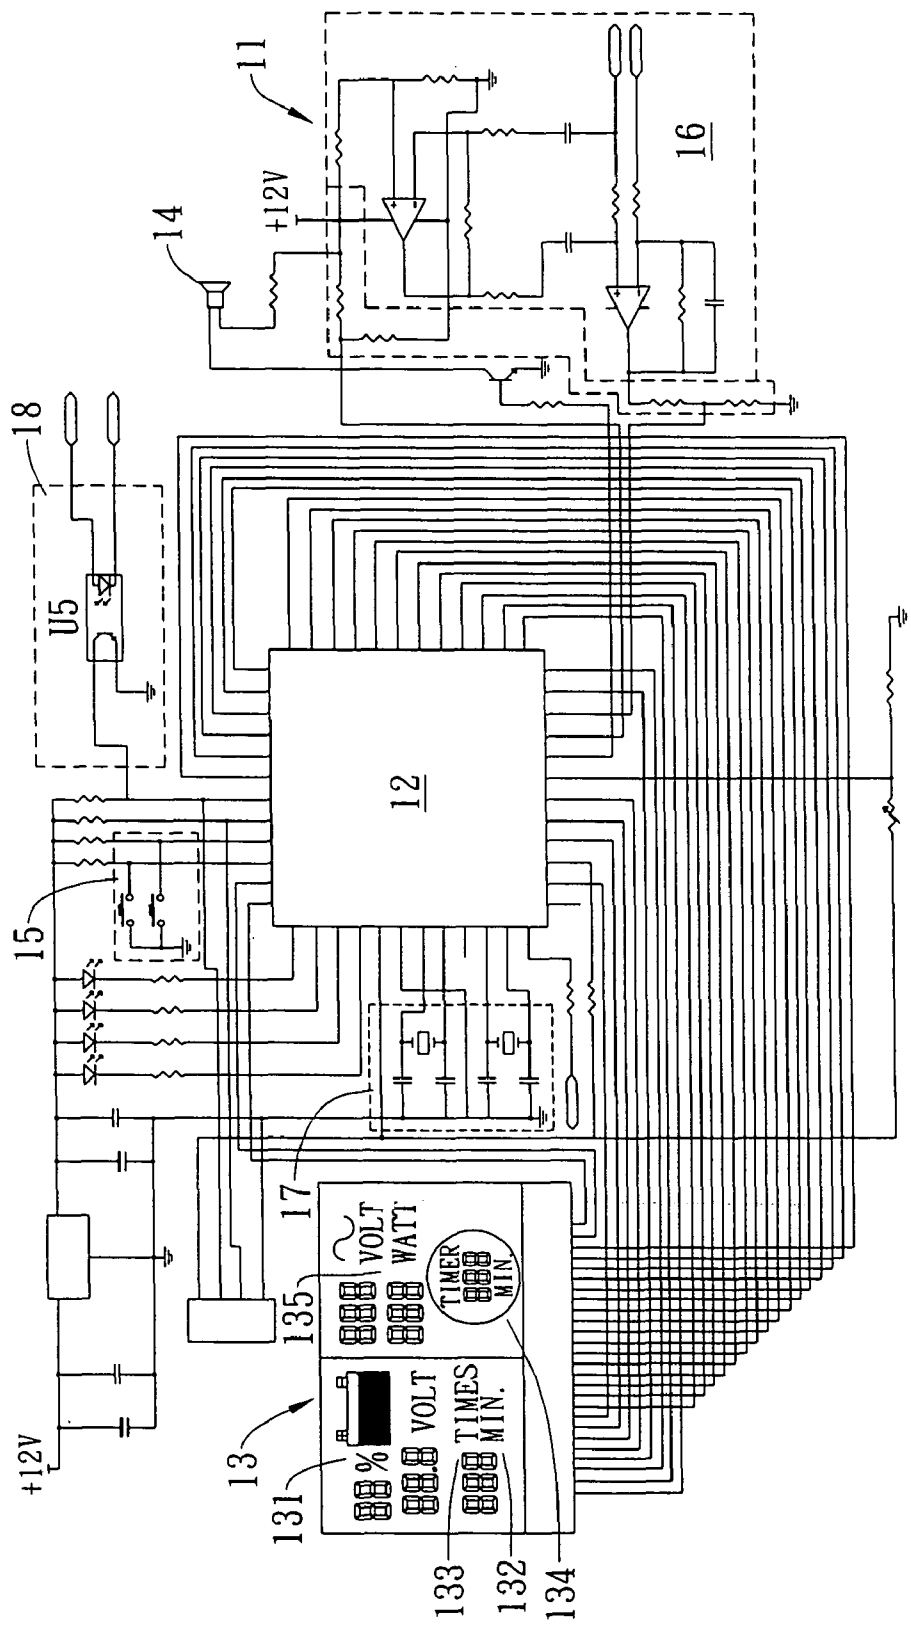 +12V
15
18
U5
14
+12V
11
16
12
17
13
131
%
VOLT
TIMES
MIN.
133
132
134
135
VOLT
WATT
TIMER
MIN.